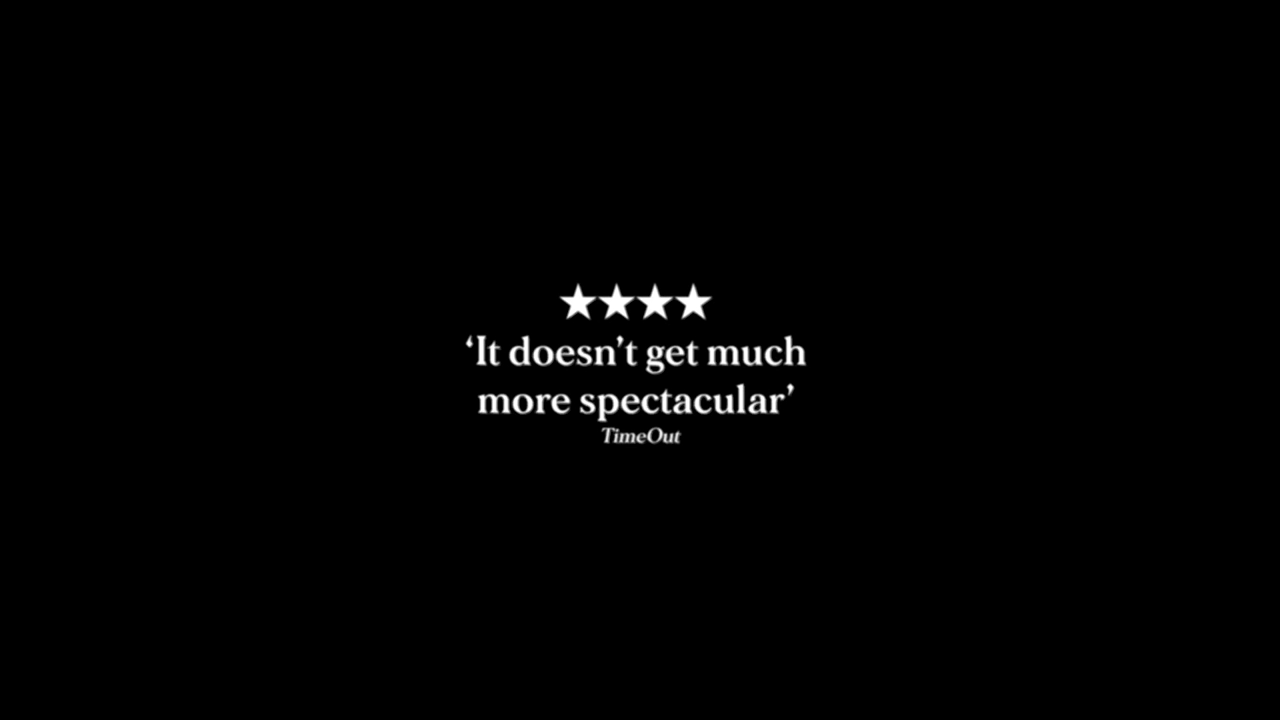 ★★★★
‘It doesn’t get much
more spectacular’
TimeOut